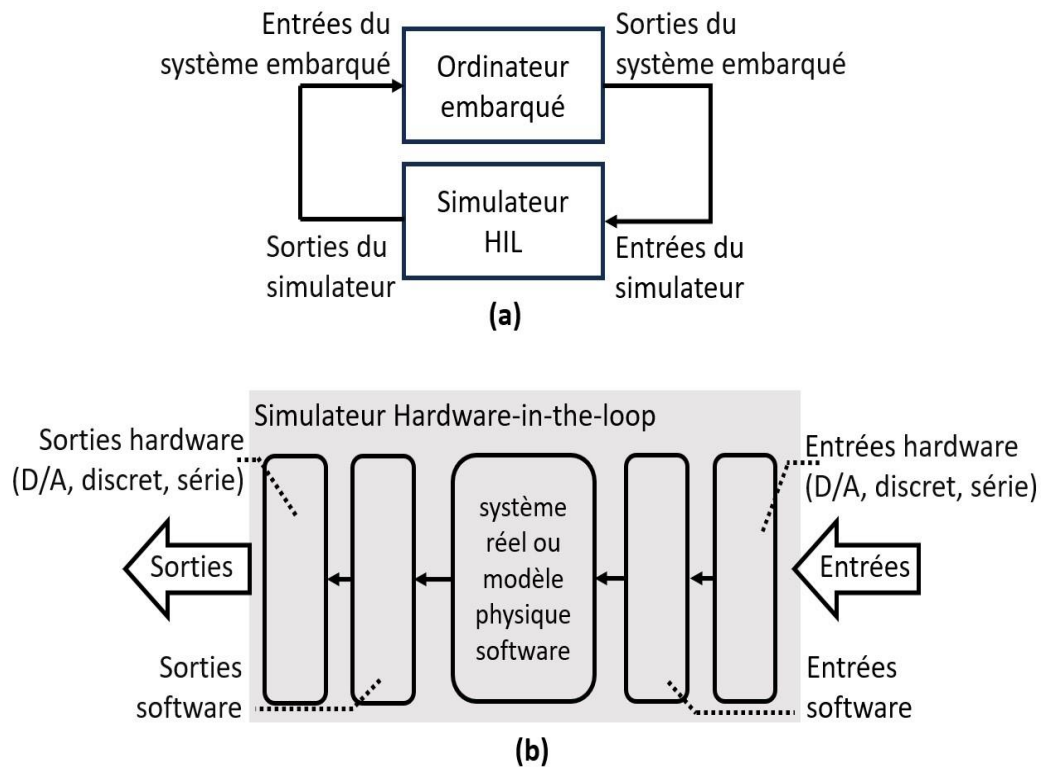 Entrées du
système embarqué
Ordinateur
embarqué
Sorties du
système embarqué
Simulateur
HIL
Sorties du
simulateur
Entrées du
simulateur
(a)
Simulateur Hardware-in-the-loop
Sorties hardware
(D/A, discret, série)
Entrées hardware
(D/A, discret, série)
système
réel ou
modèle
physique
software
Sorties
Entrées
Sorties
software
Entrées
software
(b)